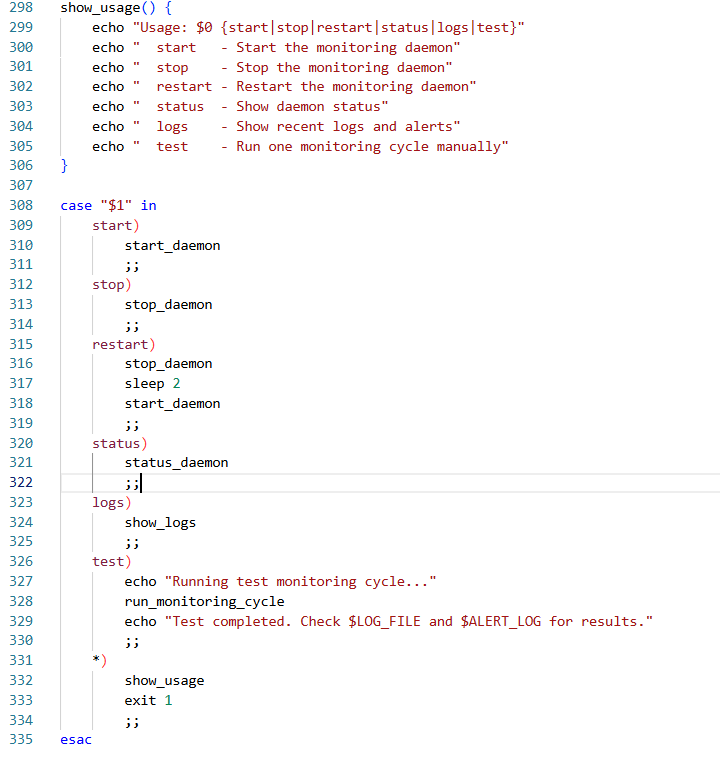 298 show_usage() {
299     echo "Usage: $0 {start|stop|restart|status|logs|test}"
300     echo "  start   - Start the monitoring daemon"
301     echo "  stop    - Stop the monitoring daemon"
302     echo "  restart - Restart the monitoring daemon"
303     echo "  status  - Show daemon status"
304     echo "  logs    - Show recent logs and alerts"
305     echo "  test    - Run one monitoring cycle manually"
306 }
307
308 case "$1" in
309     start)
310         start_daemon
311         ;;
312     stop)
313         stop_daemon
314         ;;
315     restart)
316         stop_daemon
317         sleep 2
318         start_daemon
319         ;;
320     status)
321         status_daemon
322         ;;
323     logs)
324         show_logs
325         ;;
326     test)
327         echo "Running test monitoring cycle..."
328         run_monitoring_cycle
329         echo "Test completed. Check $LOG_FILE and $ALERT_LOG for results."
330         ;;
331     *)
332         show_usage
333         exit 1
334         ;;
335 esac